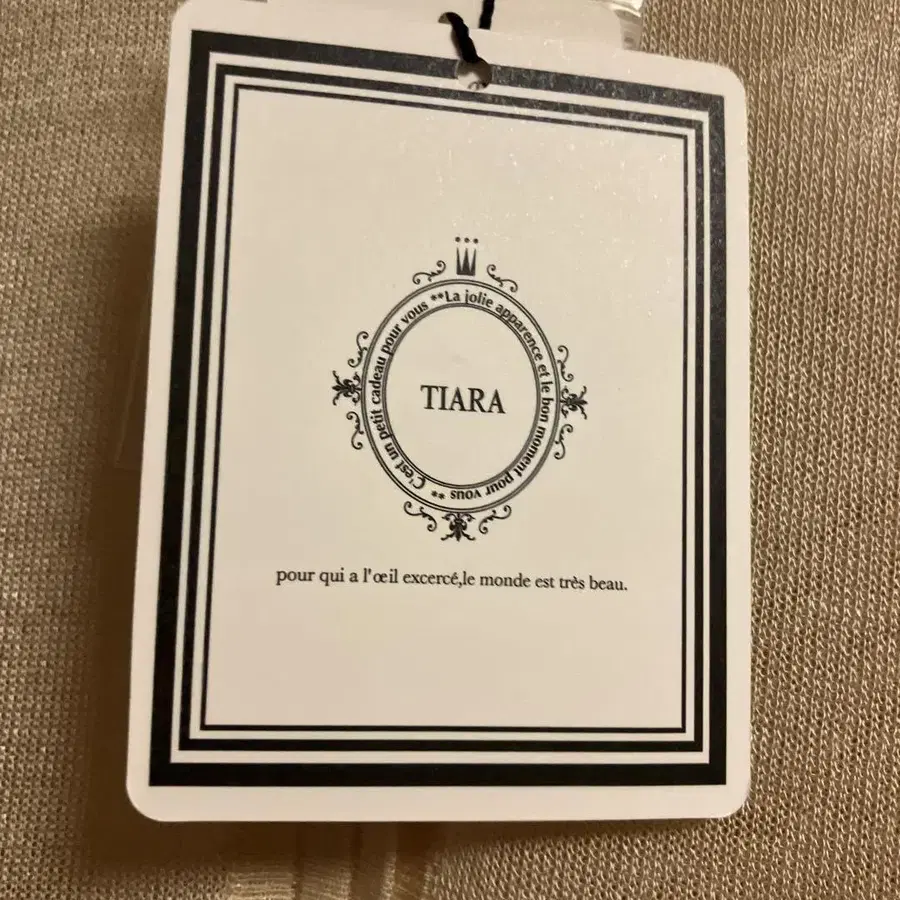 **La jolie apparence et le bon moment pour vous ** C'est un petit cadeau pour vous
TIARA
pour qui a l'œil excercé,le monde est très beau.